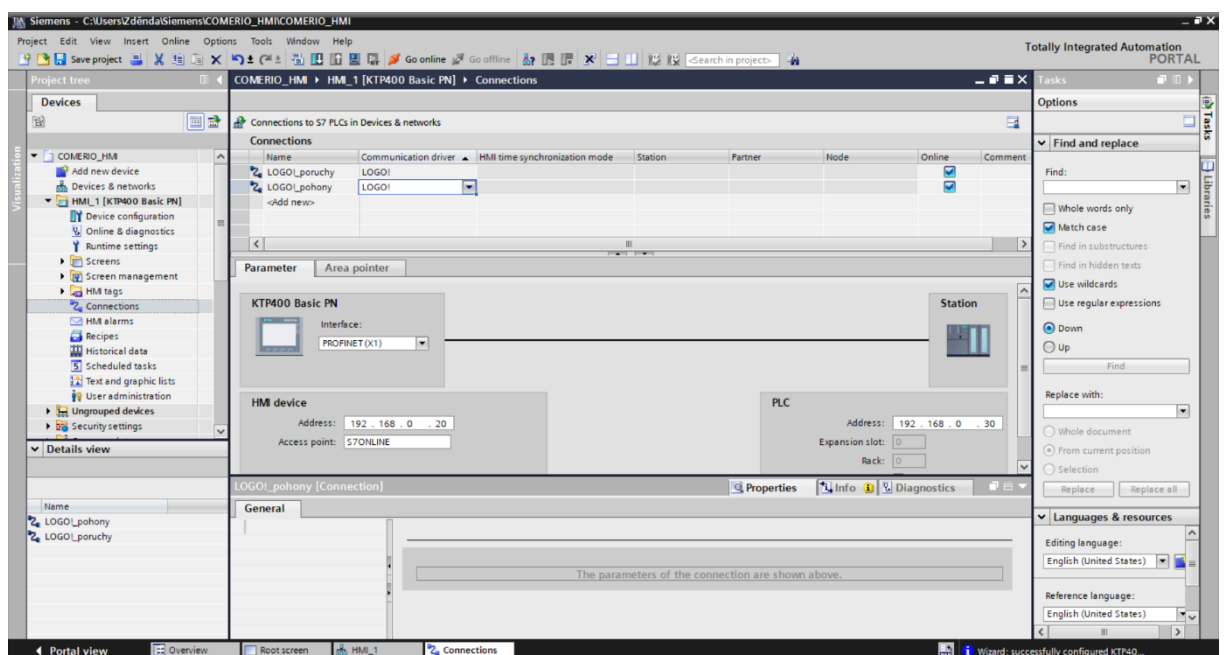 Siemens - C:\Users\Zděnda\Siemens\COMERIO_HMI\COMERIO_HMI
Project Edit View Insert Online Options Tools Window Help
Totally Integrated Automation
PORTAL
Save project Go online Go offline <Search in project>
Project tree
COMERIO_HMI HMI_1 [KTP400 Basic PN] Connections
Tasks
Devices
Options
Connections to S7 PLCs in Devices & networks
Connections
Name Communication driver HMI time synchronization mode Station Partner Node Online Comment
LOGO!_poruchy LOGO!
LOGO!_pohony LOGO!
<Add new>
Visualization
COMERIO_HMI
Add new device
Devices & networks
HMI_1 [KTP400 Basic PN]
Device configuration
Online & diagnostics
Runtime settings
Screens
Screen management
HMI tags
Connections
HMI alarms
Recipes
Historical data
Scheduled tasks
Text and graphic lists
User administration
Ungrouped devices
Security settings
Parameter Area pointer
KTP400 Basic PN
Interface:
PROFINET (X1)
Station
HMI device
Address: 192 . 168 . 0 . 20
Access point: S7ONLINE
PLC
Address: 192 . 168 . 0 . 30
Expansion slot: 0
Rack: 0
Details view
Name
LOGO!_pohony
LOGO!_poruchy
LOGO!_pohony [Connection]
Properties Info Diagnostics
General
The parameters of the connection are shown above.
Find and replace
Find:
Whole words only
Match case
Find in substructures
Find in hidden texts
Use wildcards
Use regular expressions
Down
Up
Find
Replace with:
Whole document
From current position
Selection
Replace Replace all
Languages & resources
Editing language:
English (United States)
Reference language:
English (United States)
Tasks
Libraries
Portal view Overview Root screen HMI_1 Connections
Wizard: successfully configured KTP40...